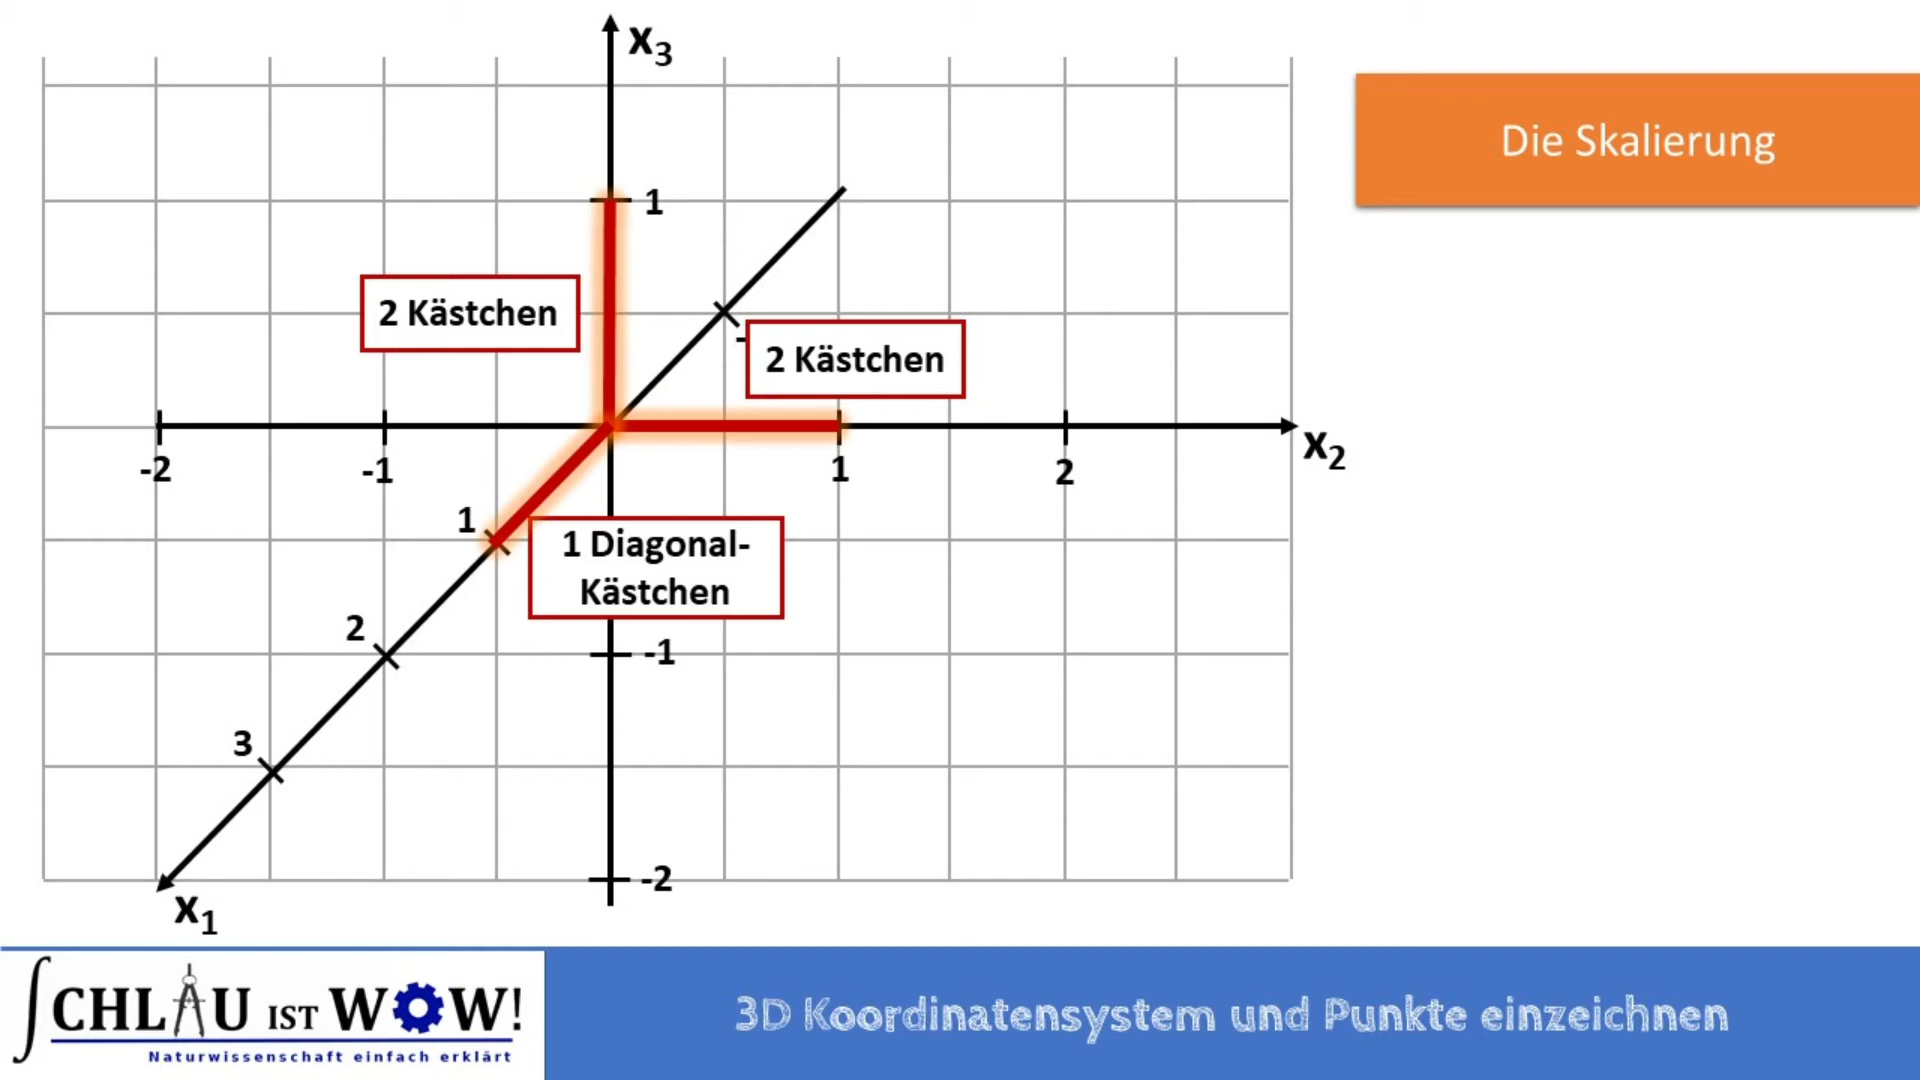 x3
Die Skalierung
1
2 Kästchen
-
2 Kästchen
x2
-2
-1
1
2
1
1 Diagonal-
Kästchen
2
-1
3
-2
x1
SCHLAU IST WOW!
Naturwissenschaft einfach erklärt
3D Koordinatensystem und Punkte einzeichnen